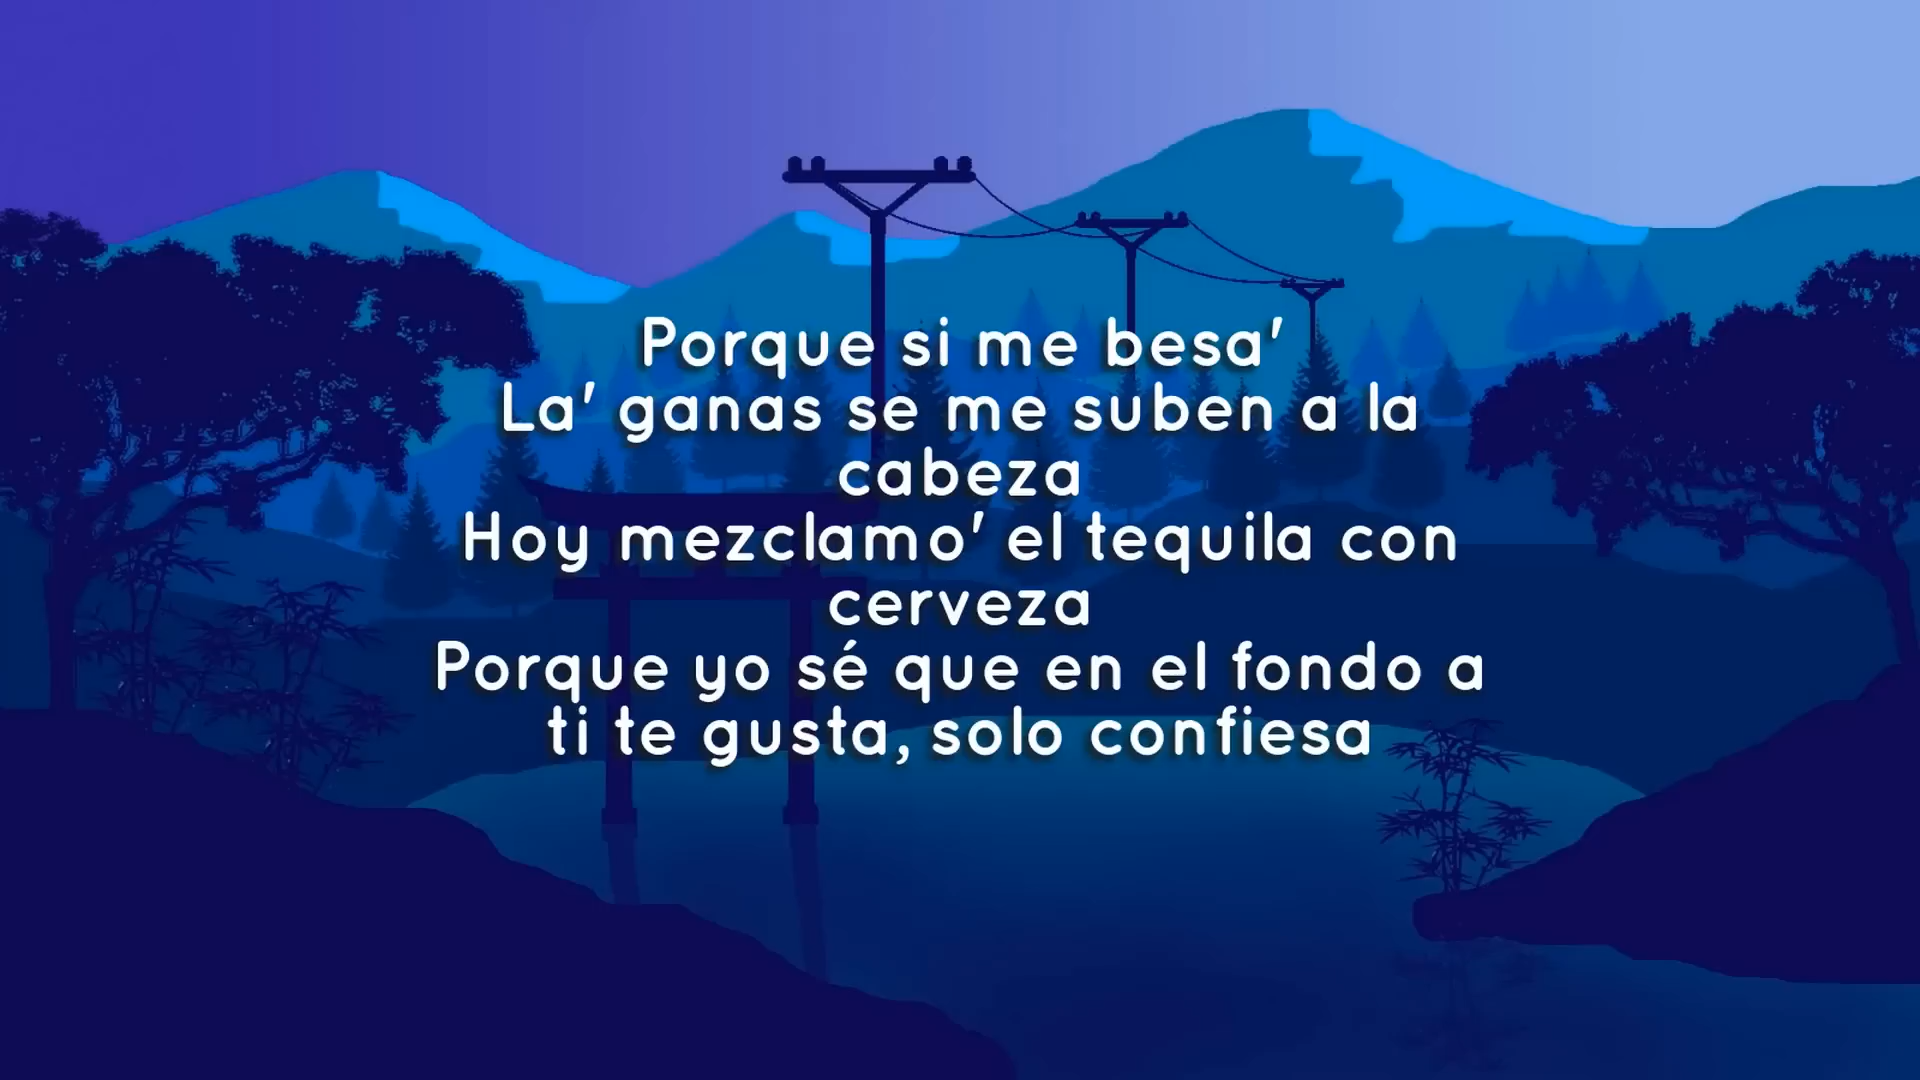 Porque si me besa'
La' ganas se me suben a la
cabeza
Hoy mezclamo' el tequila con
cerveza
Porque yo sé que en el fondo a
ti te gusta, solo confiesa